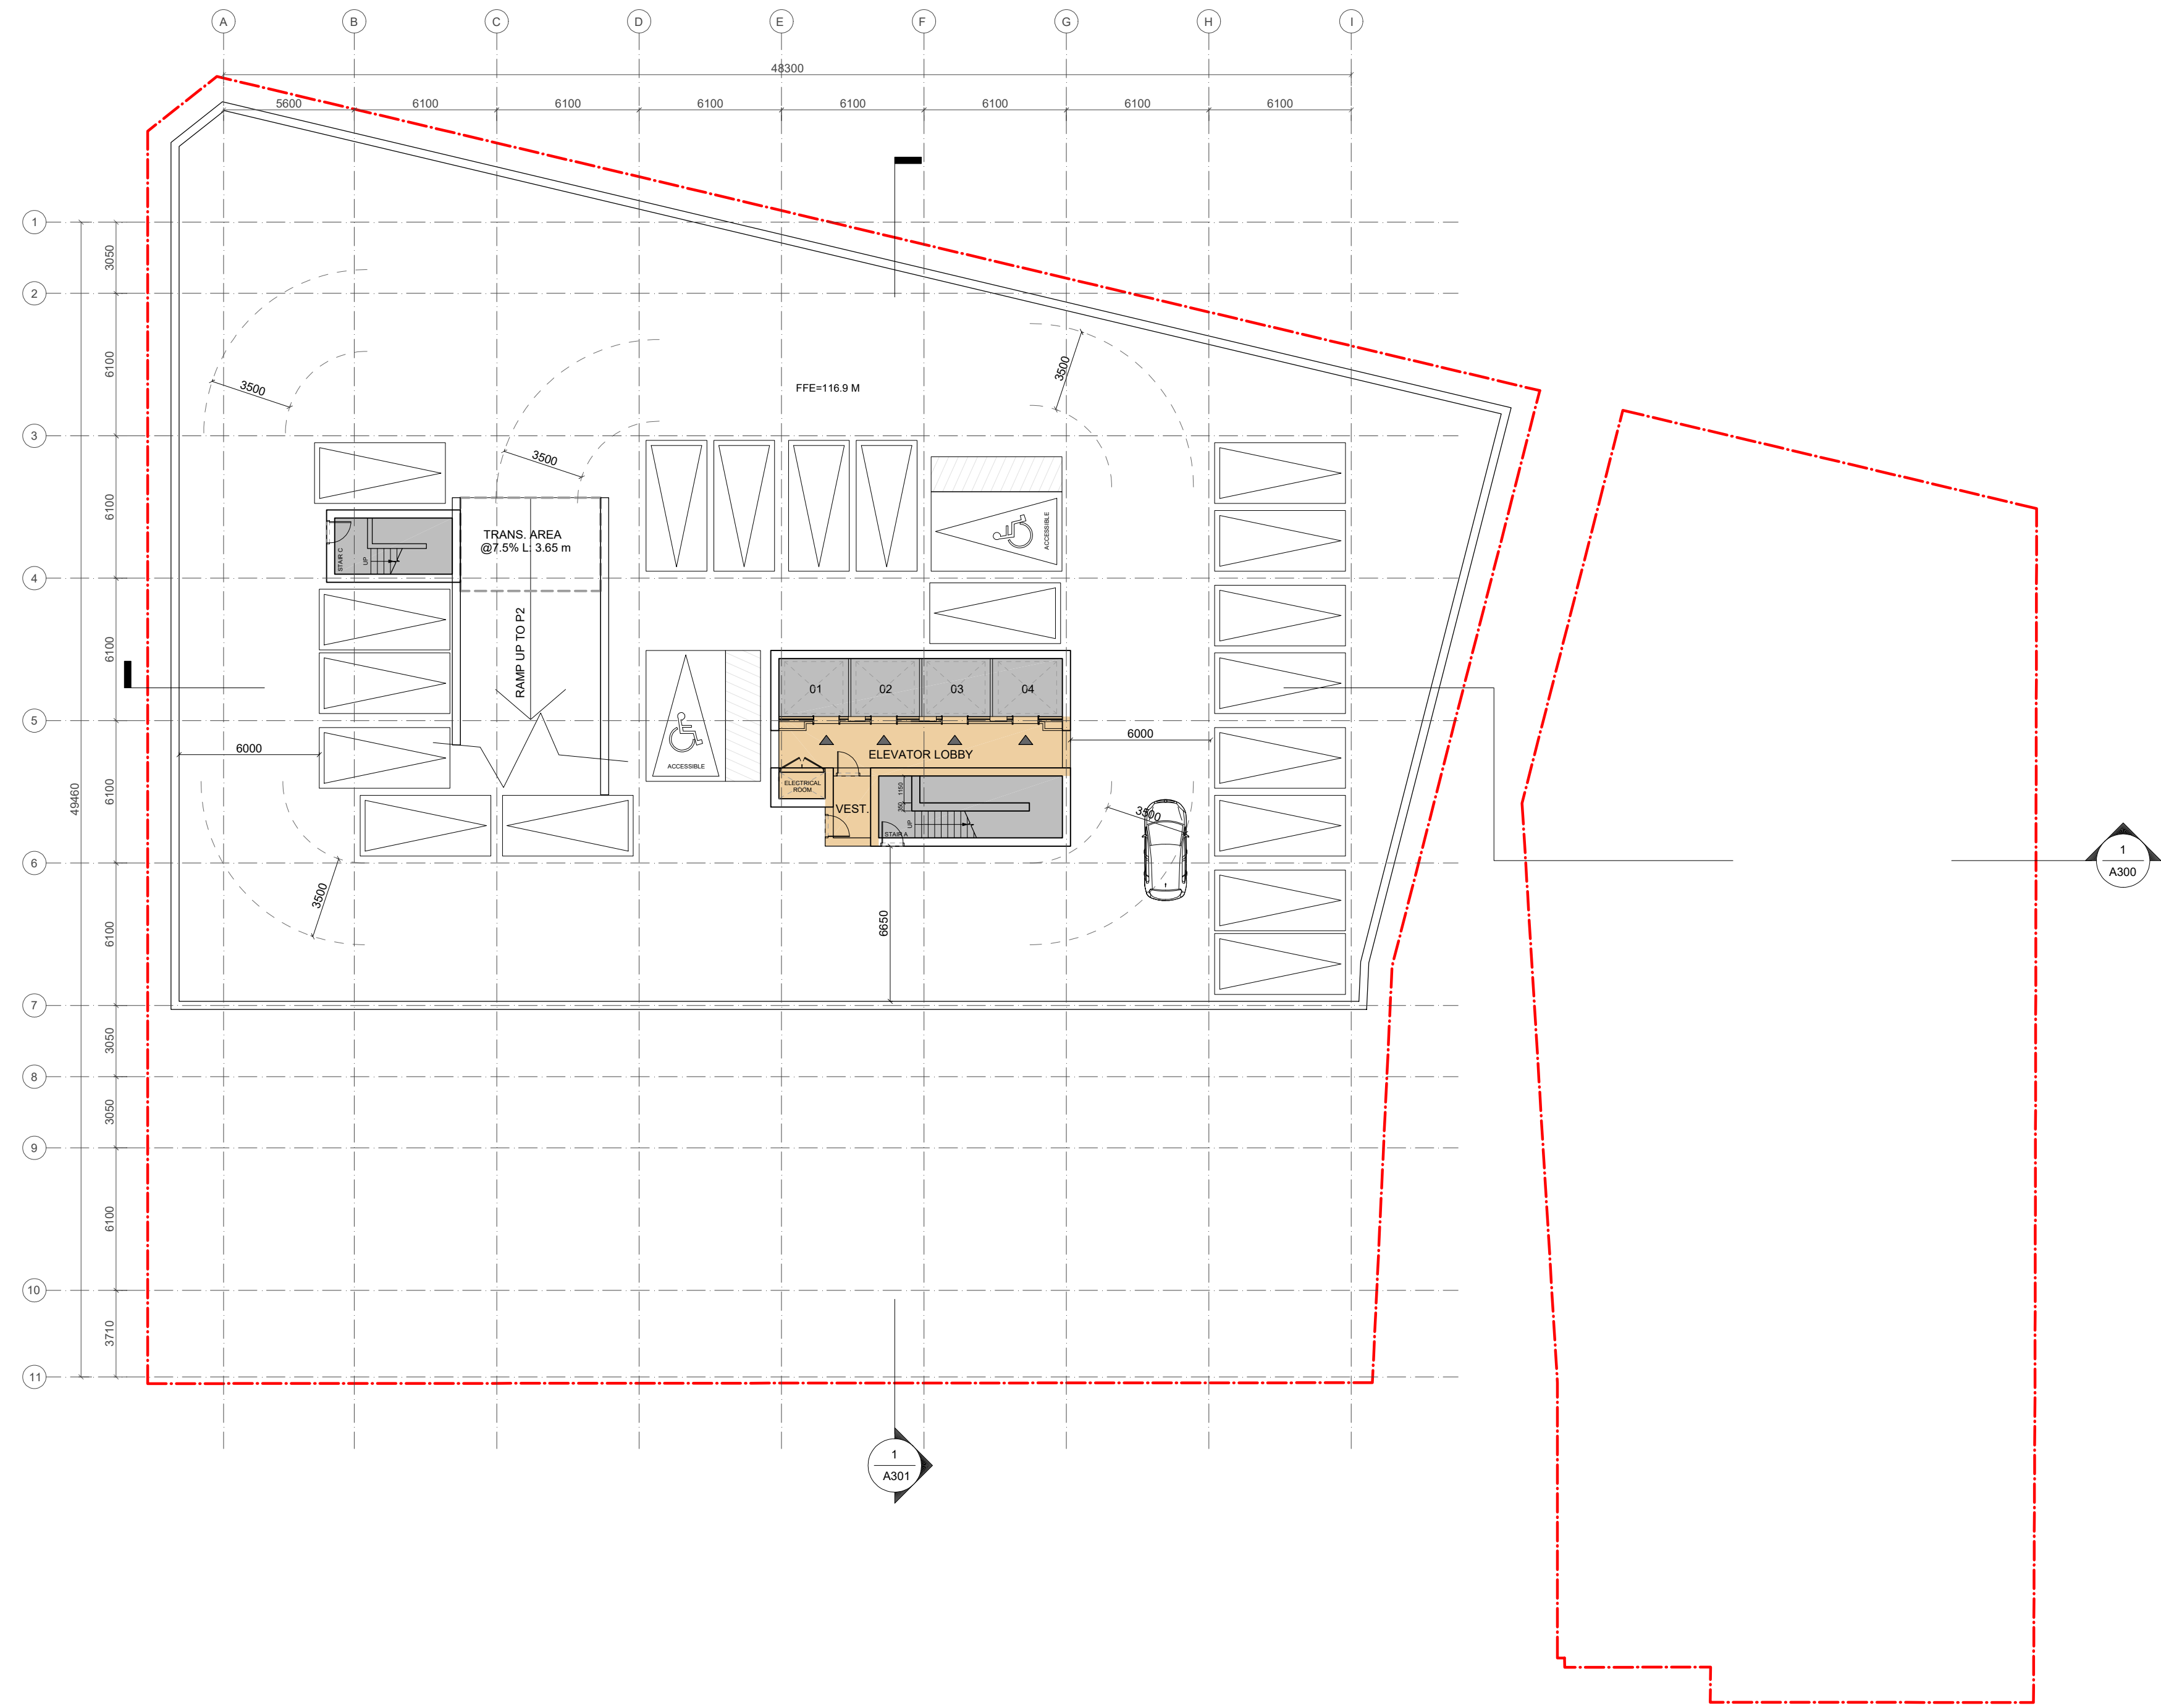 A B C D E F G H I
48300
5600 6100 6100 6100 6100 6100 6100 6100
1
3050
2
6100
3500
3500
FFE=116.9 M
3
3500
6100
TRANS. AREA
@7.5% L: 3.65 m
STAIR C
UP
ACCESSIBLE
4
6100
RAMP UP TO P2
01 02 03 04
5
6000
ACCESSIBLE
ELEVATOR LOBBY
6000
49460
6100
ELECTRICAL
ROOM
VEST.
1150
350
UP
STAIR A
3500
6
1
A300
3500
6650
6100
7
3050
8
3050
9
6100
10
3710
11
1
A301